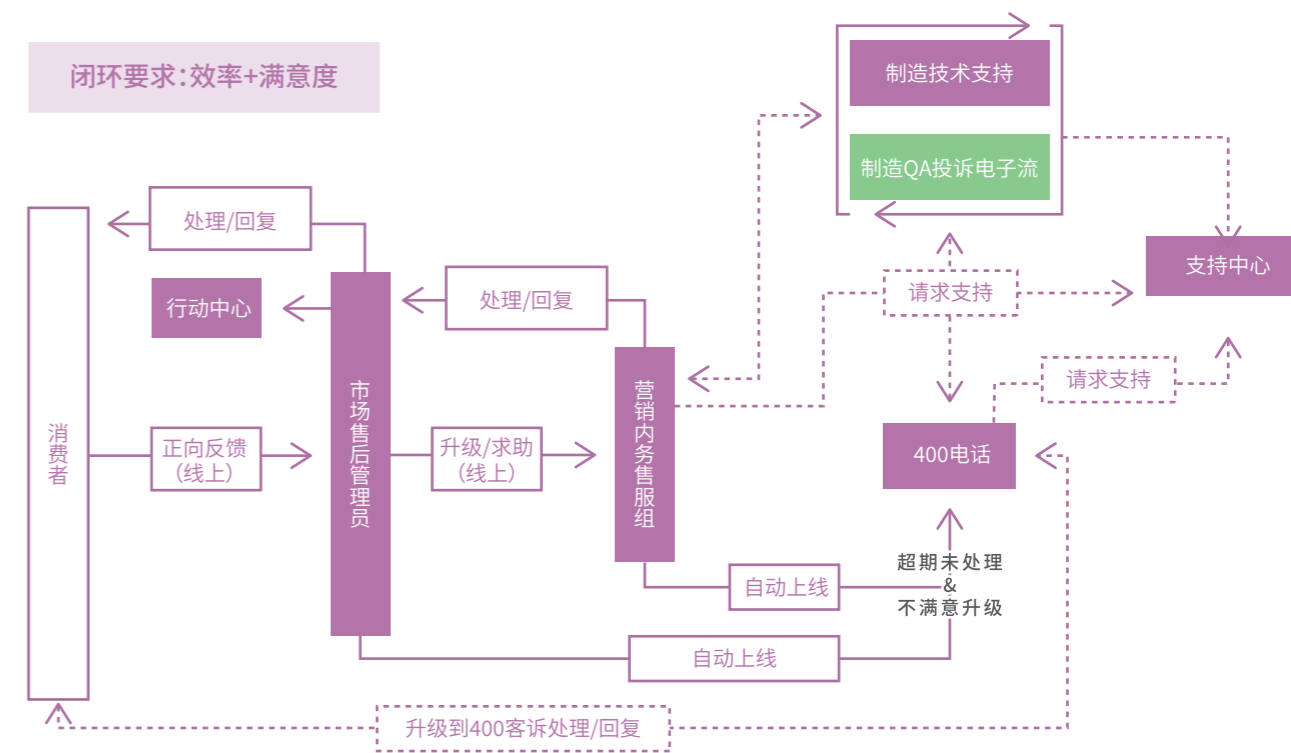 闭环要求：效率+满意度
制造技术支持
制造QA投诉电子流
处理/回复
支持中心
行动中心
处理/回复
请求支持
请求支持
消费者
正向反馈
（线上）
市场售后管理员
升级/求助
（线上）
营销内务售服组
400电话
超期未处理
&
不满意升级
自动上线
自动上线
升级到400客诉处理/回复